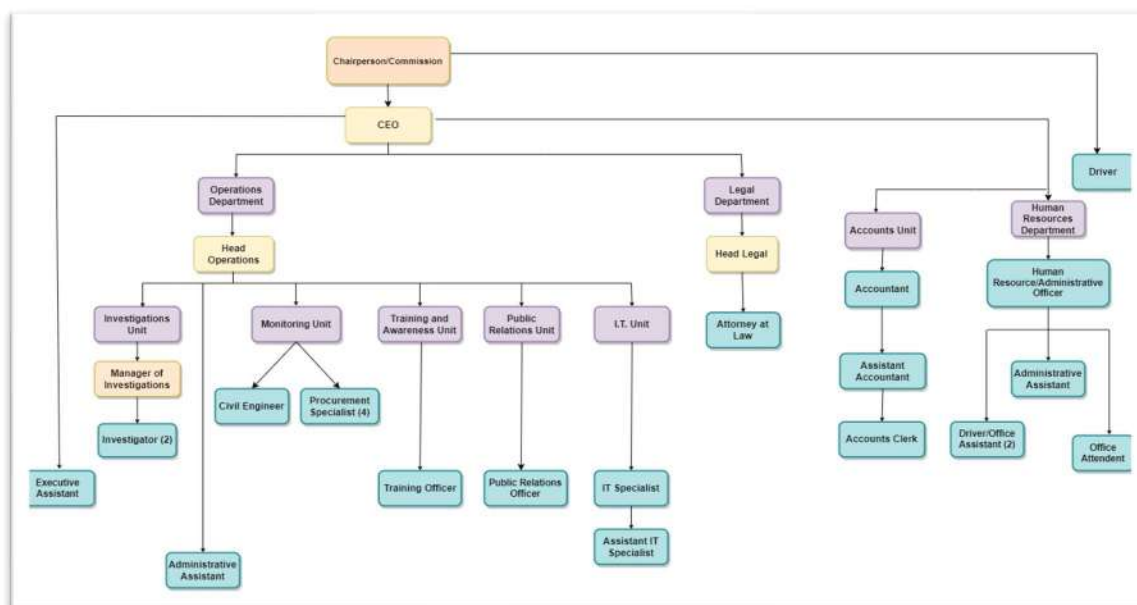 Chairperson/Commission
CEO
Driver
Operations
Department
Legal
Department
Accounts Unit
Human
Resources
Department
Head
Operations
Head Legal
Accountant
Human
Resource/Administrative
Officer
Investigations
Unit
Monitoring Unit
Training and
Awareness Unit
Public
Relations Unit
I.T. Unit
Attorney at
Law
Manager of
Investigations
Assistant
Accountant
Administrative
Assistant
Civil Engineer
Procurement
Specialist (4)
Investigator (2)
Accounts Clerk
Driver/Office
Assistant (2)
Office
Attendent
Executive
Assistant
Training Officer
Public Relations
Officer
IT Specialist
Assistant IT
Specialist
Administrative
Assistant